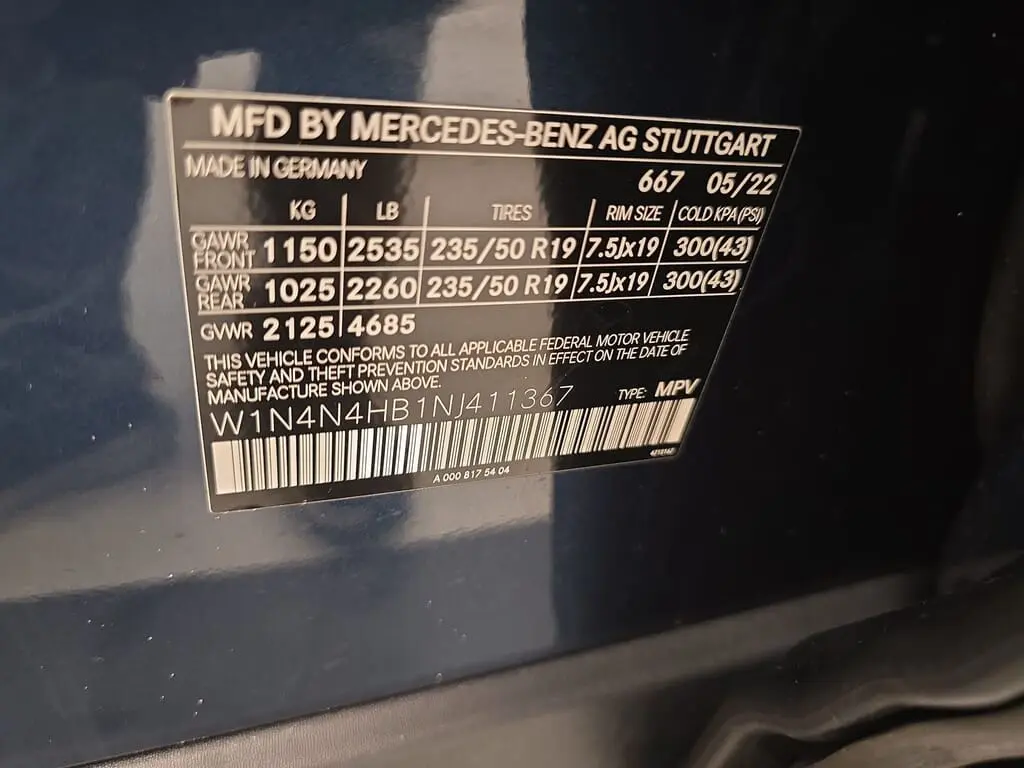 MFD BY MERCEDES-BENZ AG STUTTGART
MADE IN GERMANY
667 05/22
KG LB TIRES RIM SIZE COLD KPA (PSI)
GAWR FRONT 1150 2535 235/50 R19 7.5Jx19 300(43)
GAWR REAR 1025 2260 235/50 R19 7.5Jx19 300(43)
GVWR 2125 4685
THIS VEHICLE CONFORMS TO ALL APPLICABLE FEDERAL MOTOR VEHICLE
SAFETY AND THEFT PREVENTION STANDARDS IN EFFECT ON THE DATE OF
MANUFACTURE SHOWN ABOVE.
W1N4N4HB1NJ411367 TYPE: MPV
A 000 817 54 04